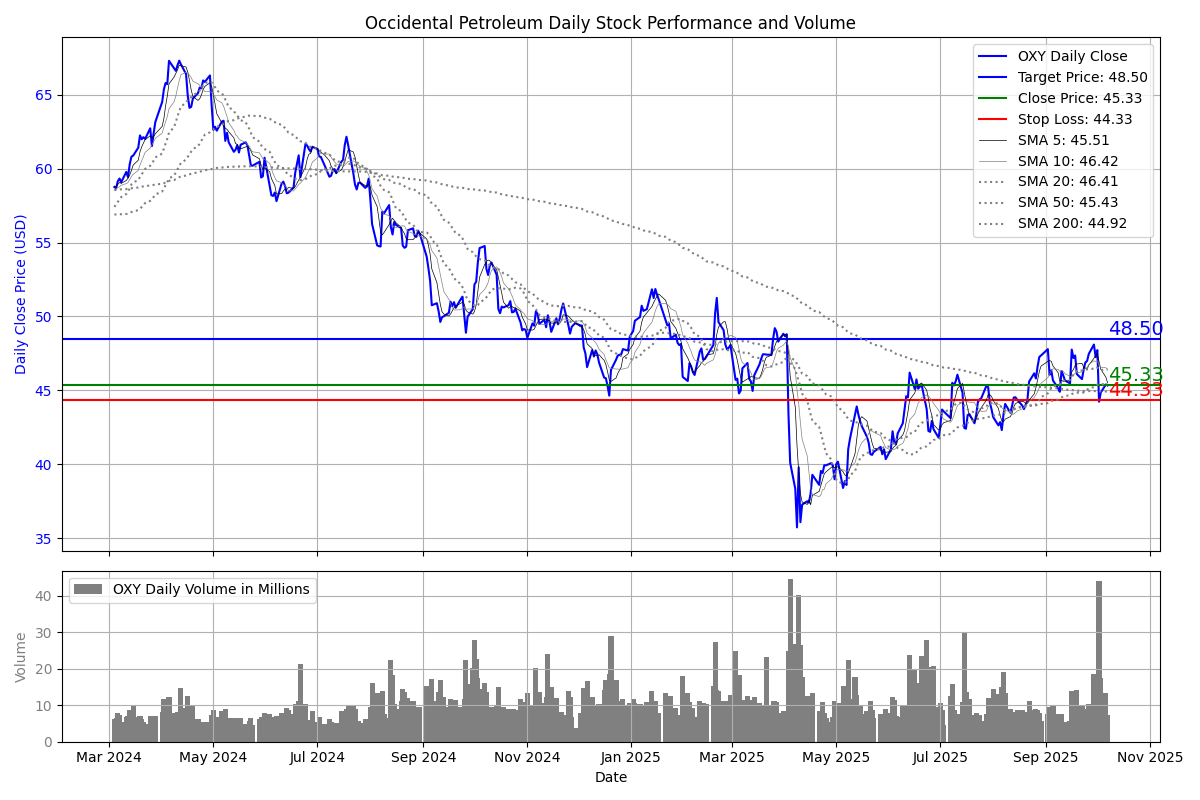 Occidental Petroleum Daily Stock Performance and Volume
Daily Close Price (USD)
65
60
55
50
45
40
35
OXY Daily Close
Target Price: 48.50
Close Price: 45.33
Stop Loss: 44.33
SMA 5: 45.51
SMA 10: 46.42
SMA 20: 46.41
SMA 50: 45.43
SMA 200: 44.92
48.50
45.33
44.33
Volume
40
30
20
10
0
OXY Daily Volume in Millions
Mar 2024 May 2024 Jul 2024 Sep 2024 Nov 2024 Jan 2025 Mar 2025 May 2025 Jul 2025 Sep 2025 Nov 2025
Date